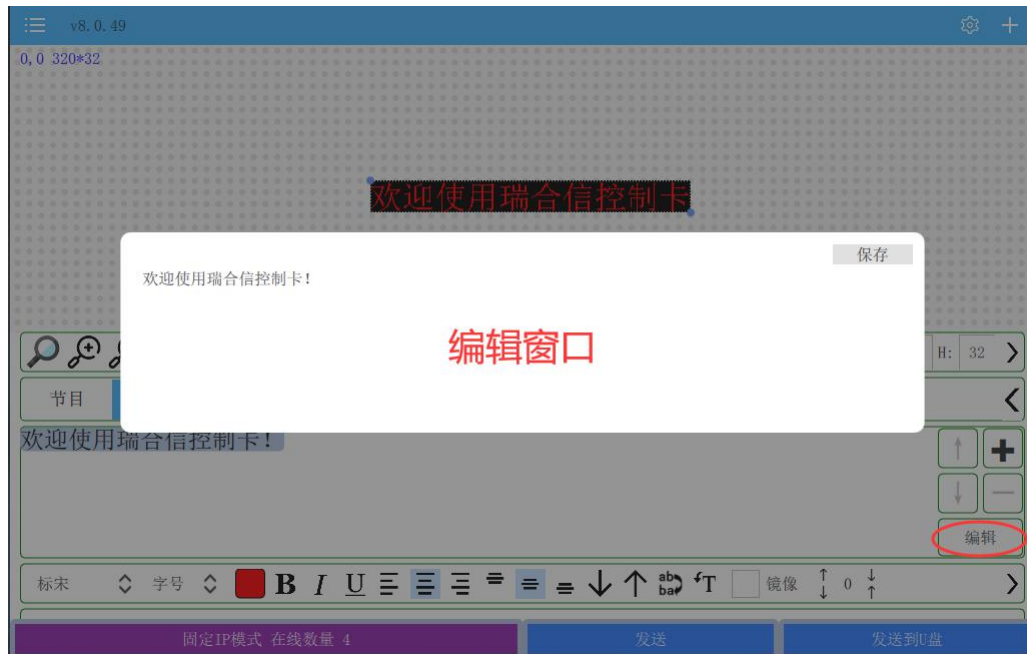 v8.0.49
0,0 320*32
欢迎使用瑞合信控制卡
保存
欢迎使用瑞合信控制卡!
编辑窗口
H: 32
节目
欢迎使用瑞合信控制卡!
编辑
标宋 字号 B I U ab ba T 镜像 0
固定IP模式 在线数量 4 发送 发送到U盘